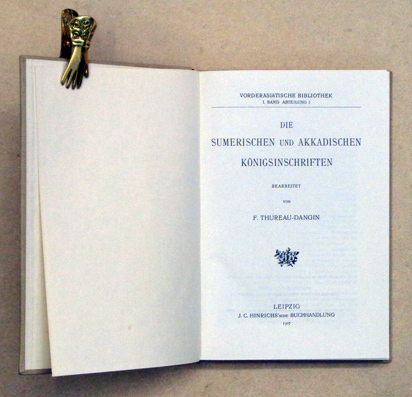 VORDERASIATISCHE BIBLIOTHEK
I. BAND ABTEILUNG I
DIE
SUMERISCHEN UND AKKADISCHEN
KÖNIGSINSCHRIFTEN
BEARBEITET
VON
F. THUREAU-DANGIN
LEIPZIG
J. C. HINRICHS'SCHE BUCHHANDLUNG
1907